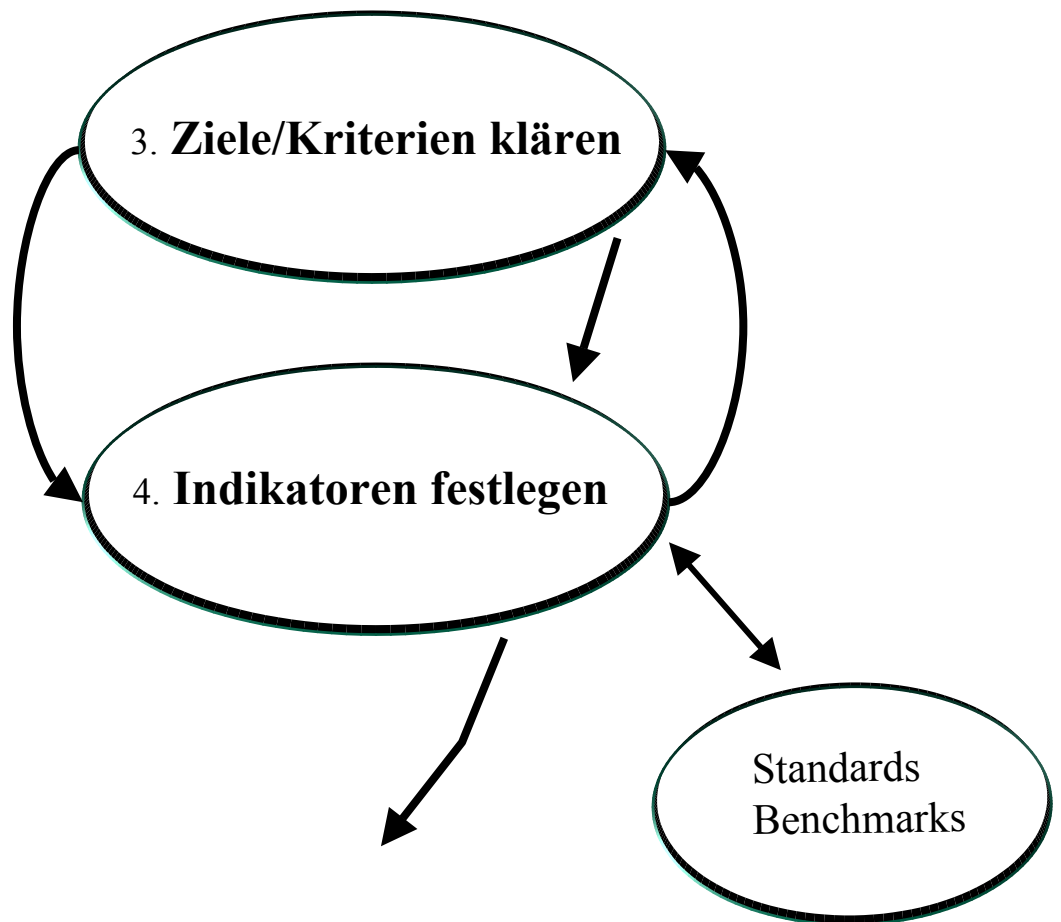 3. Ziele/Kriterien klären
4. Indikatoren festlegen
Standards
Benchmarks